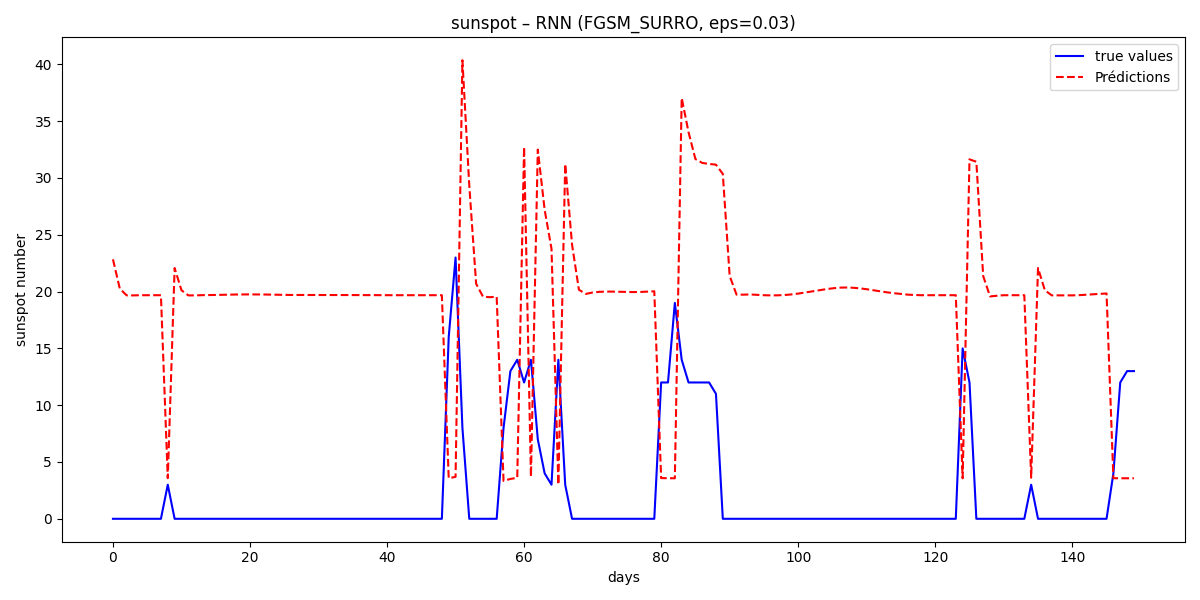 sunspot – RNN (FGSM_SURRO, eps=0.03)
true values
Prédictions
sunspot number
40
35
30
25
20
15
10
5
0
0 20 40 60 80 100 120 140
days